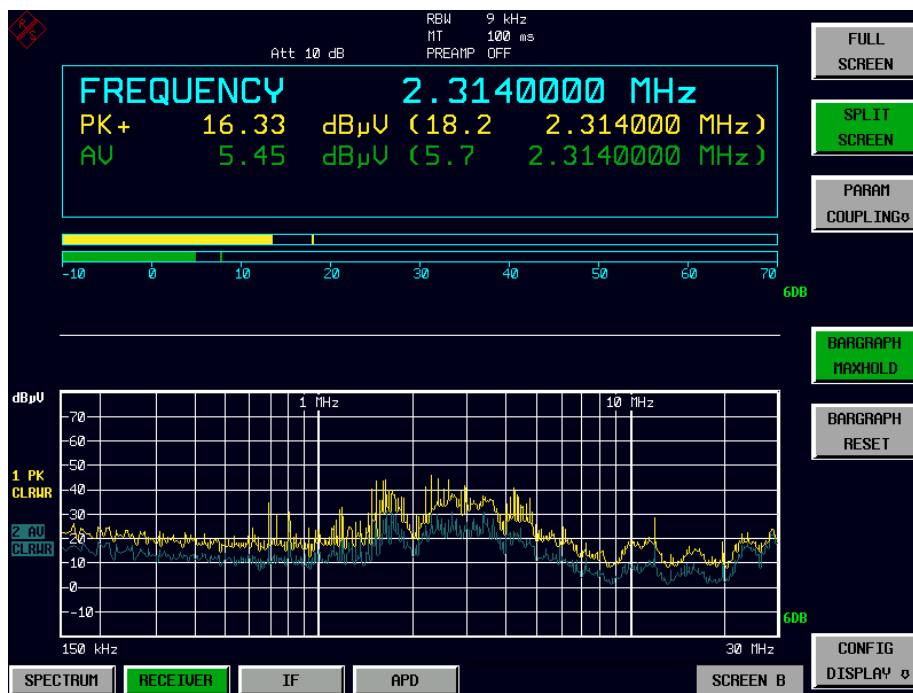 R/S
RBW 9 kHz
MT 100 ms
Att 10 dB PREAMP OFF
FREQUENCY 2.3140000 MHz
PK+ 16.33 dBµV (18.2 2.314000 MHz)
AV 5.45 dBµV (5.7 2.3140000 MHz)
-10 0 10 20 30 40 50 60 70
6DB
dBµV
1 MHz 10 MHz
70
60
50
40
30
20
10
0
-10
1 PK
CLRWR
2 AV
CLRWR
6DB
150 kHz 30 MHz
FULL
SCREEN
SPLIT
SCREEN
PARAM
COUPLING
BARGRAPH
MAXHOLD
BARGRAPH
RESET
CONFIG
DISPLAY
SPECTRUM RECEIVER IF APD SCREEN B